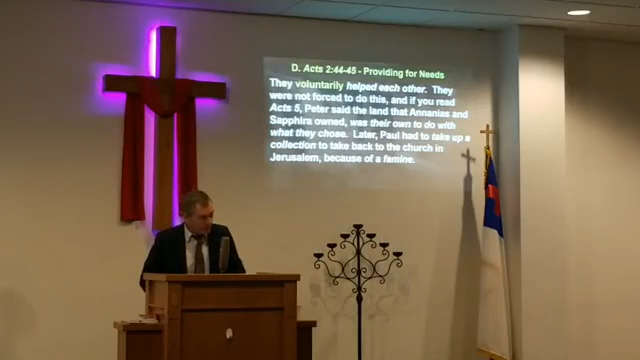 D. Acts 2:44-45 - Providing for Needs
They voluntarily helped each other. They
were not forced to do this, and if you read
Acts 5, Peter said the land that Annanias and
Sapphira owned, was their own to do with
what they chose. Later, Paul had to take up a
collection to take back to the church in
Jerusalem, because of a famine.